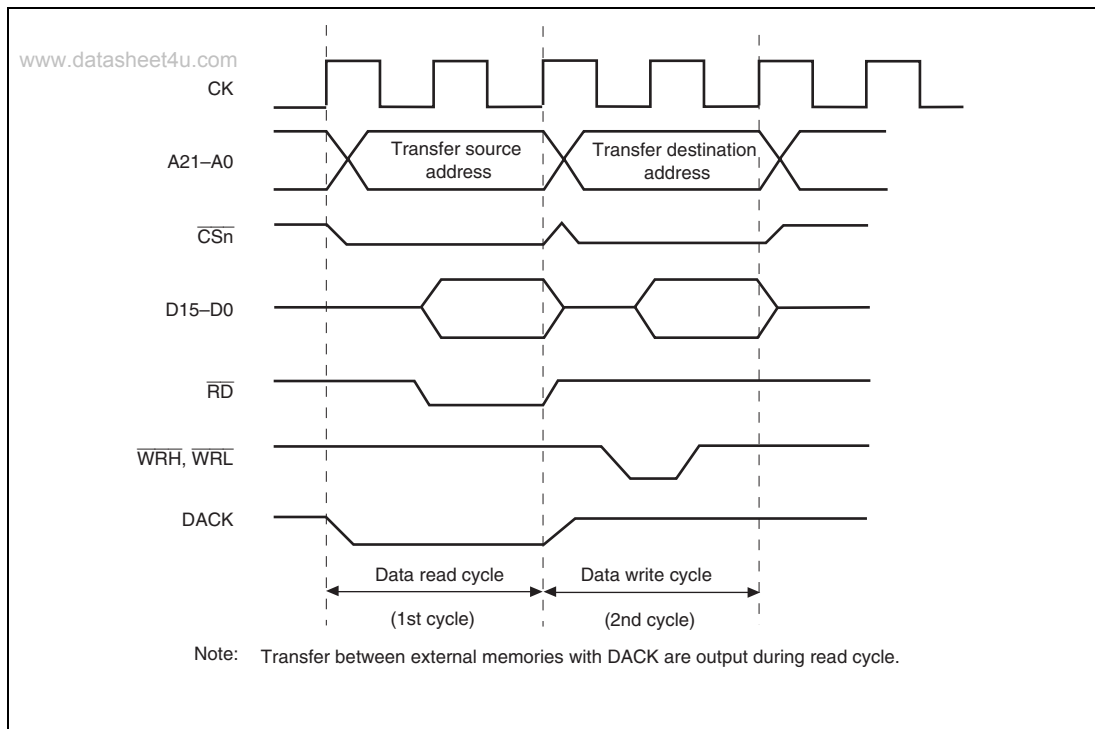 www.datasheet4u.com
CK
A21–A0
Transfer source
address
Transfer destination
address
CSn
D15–D0
RD
WRH, WRL
DACK
Data read cycle
(1st cycle)
Data write cycle
(2nd cycle)
Note: Transfer between external memories with DACK are output during read cycle.